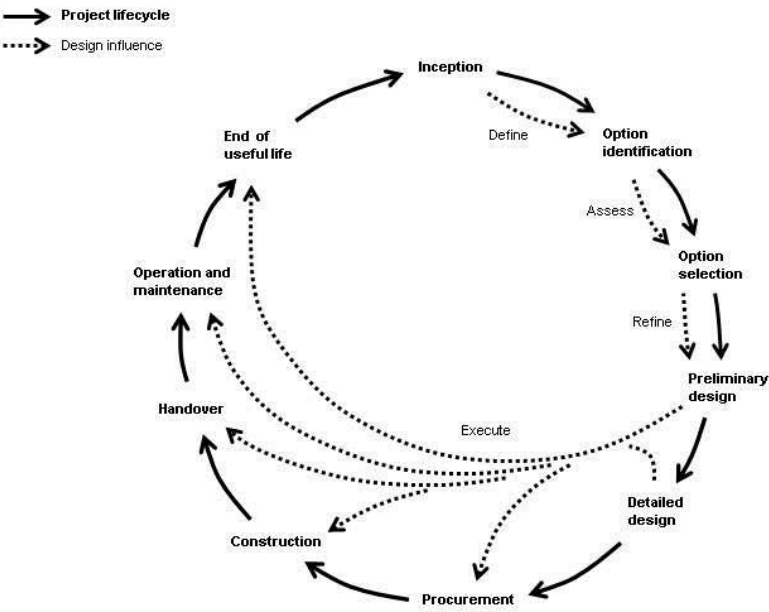 Project lifecycle
Design influence
Inception
Define
Option
identification
Assess
Option
selection
Refine
Preliminary
design
Execute
Detailed
design
Procurement
Construction
Handover
Operation and
maintenance
End of
useful life